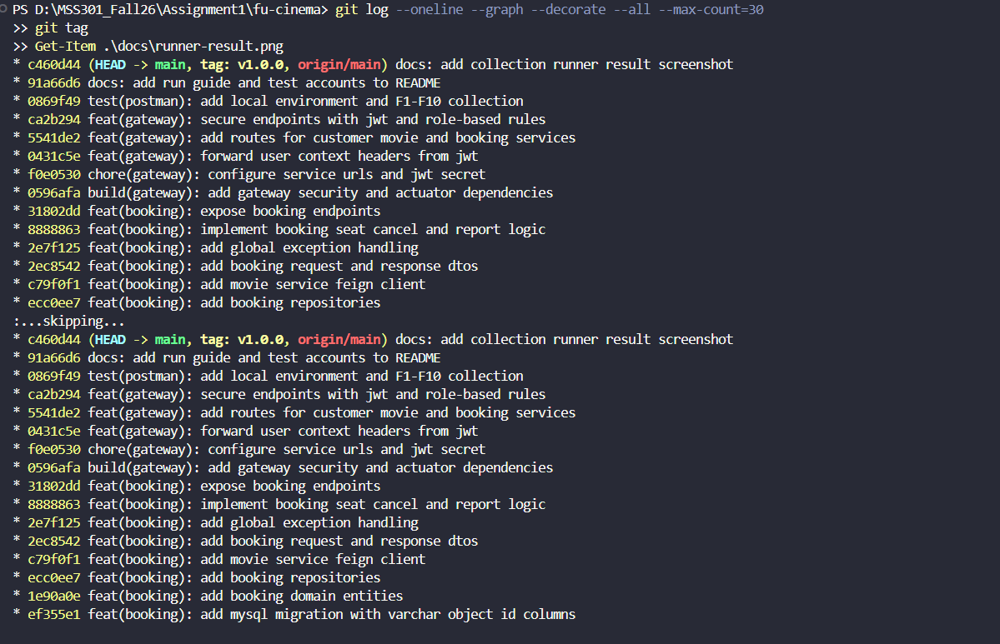 PS D:\MSS301_Fall26\Assignment1\fu-cinema> git log --oneline --graph --decorate --all --max-count=30
>> git tag
>> Get-Item .\docs\runner-result.png
* c460d44 (HEAD -> main, tag: v1.0.0, origin/main) docs: add collection runner result screenshot
* 91a66d6 docs: add run guide and test accounts to README
* 0869f49 test(postman): add local environment and F1-F10 collection
* ca2b294 feat(gateway): secure endpoints with jwt and role-based rules
* 5541de2 feat(gateway): add routes for customer movie and booking services
* 0431c5e feat(gateway): forward user context headers from jwt
* f0e0530 chore(gateway): configure service urls and jwt secret
* 0596afa build(gateway): add gateway security and actuator dependencies
* 31802dd feat(booking): expose booking endpoints
* 8888863 feat(booking): implement booking seat cancel and report logic
* 2e7f125 feat(booking): add global exception handling
* 2ec8542 feat(booking): add booking request and response dtos
* c79f0f1 feat(booking): add movie service feign client
* ecc0ee7 feat(booking): add booking repositories
:...skipping...
* c460d44 (HEAD -> main, tag: v1.0.0, origin/main) docs: add collection runner result screenshot
* 91a66d6 docs: add run guide and test accounts to README
* 0869f49 test(postman): add local environment and F1-F10 collection
* ca2b294 feat(gateway): secure endpoints with jwt and role-based rules
* 5541de2 feat(gateway): add routes for customer movie and booking services
* 0431c5e feat(gateway): forward user context headers from jwt
* f0e0530 chore(gateway): configure service urls and jwt secret
* 0596afa build(gateway): add gateway security and actuator dependencies
* 31802dd feat(booking): expose booking endpoints
* 8888863 feat(booking): implement booking seat cancel and report logic
* 2e7f125 feat(booking): add global exception handling
* 2ec8542 feat(booking): add booking request and response dtos
* c79f0f1 feat(booking): add movie service feign client
* ecc0ee7 feat(booking): add booking repositories
* 1e90a0e feat(booking): add booking domain entities
* ef355e1 feat(booking): add mysql migration with varchar object id columns